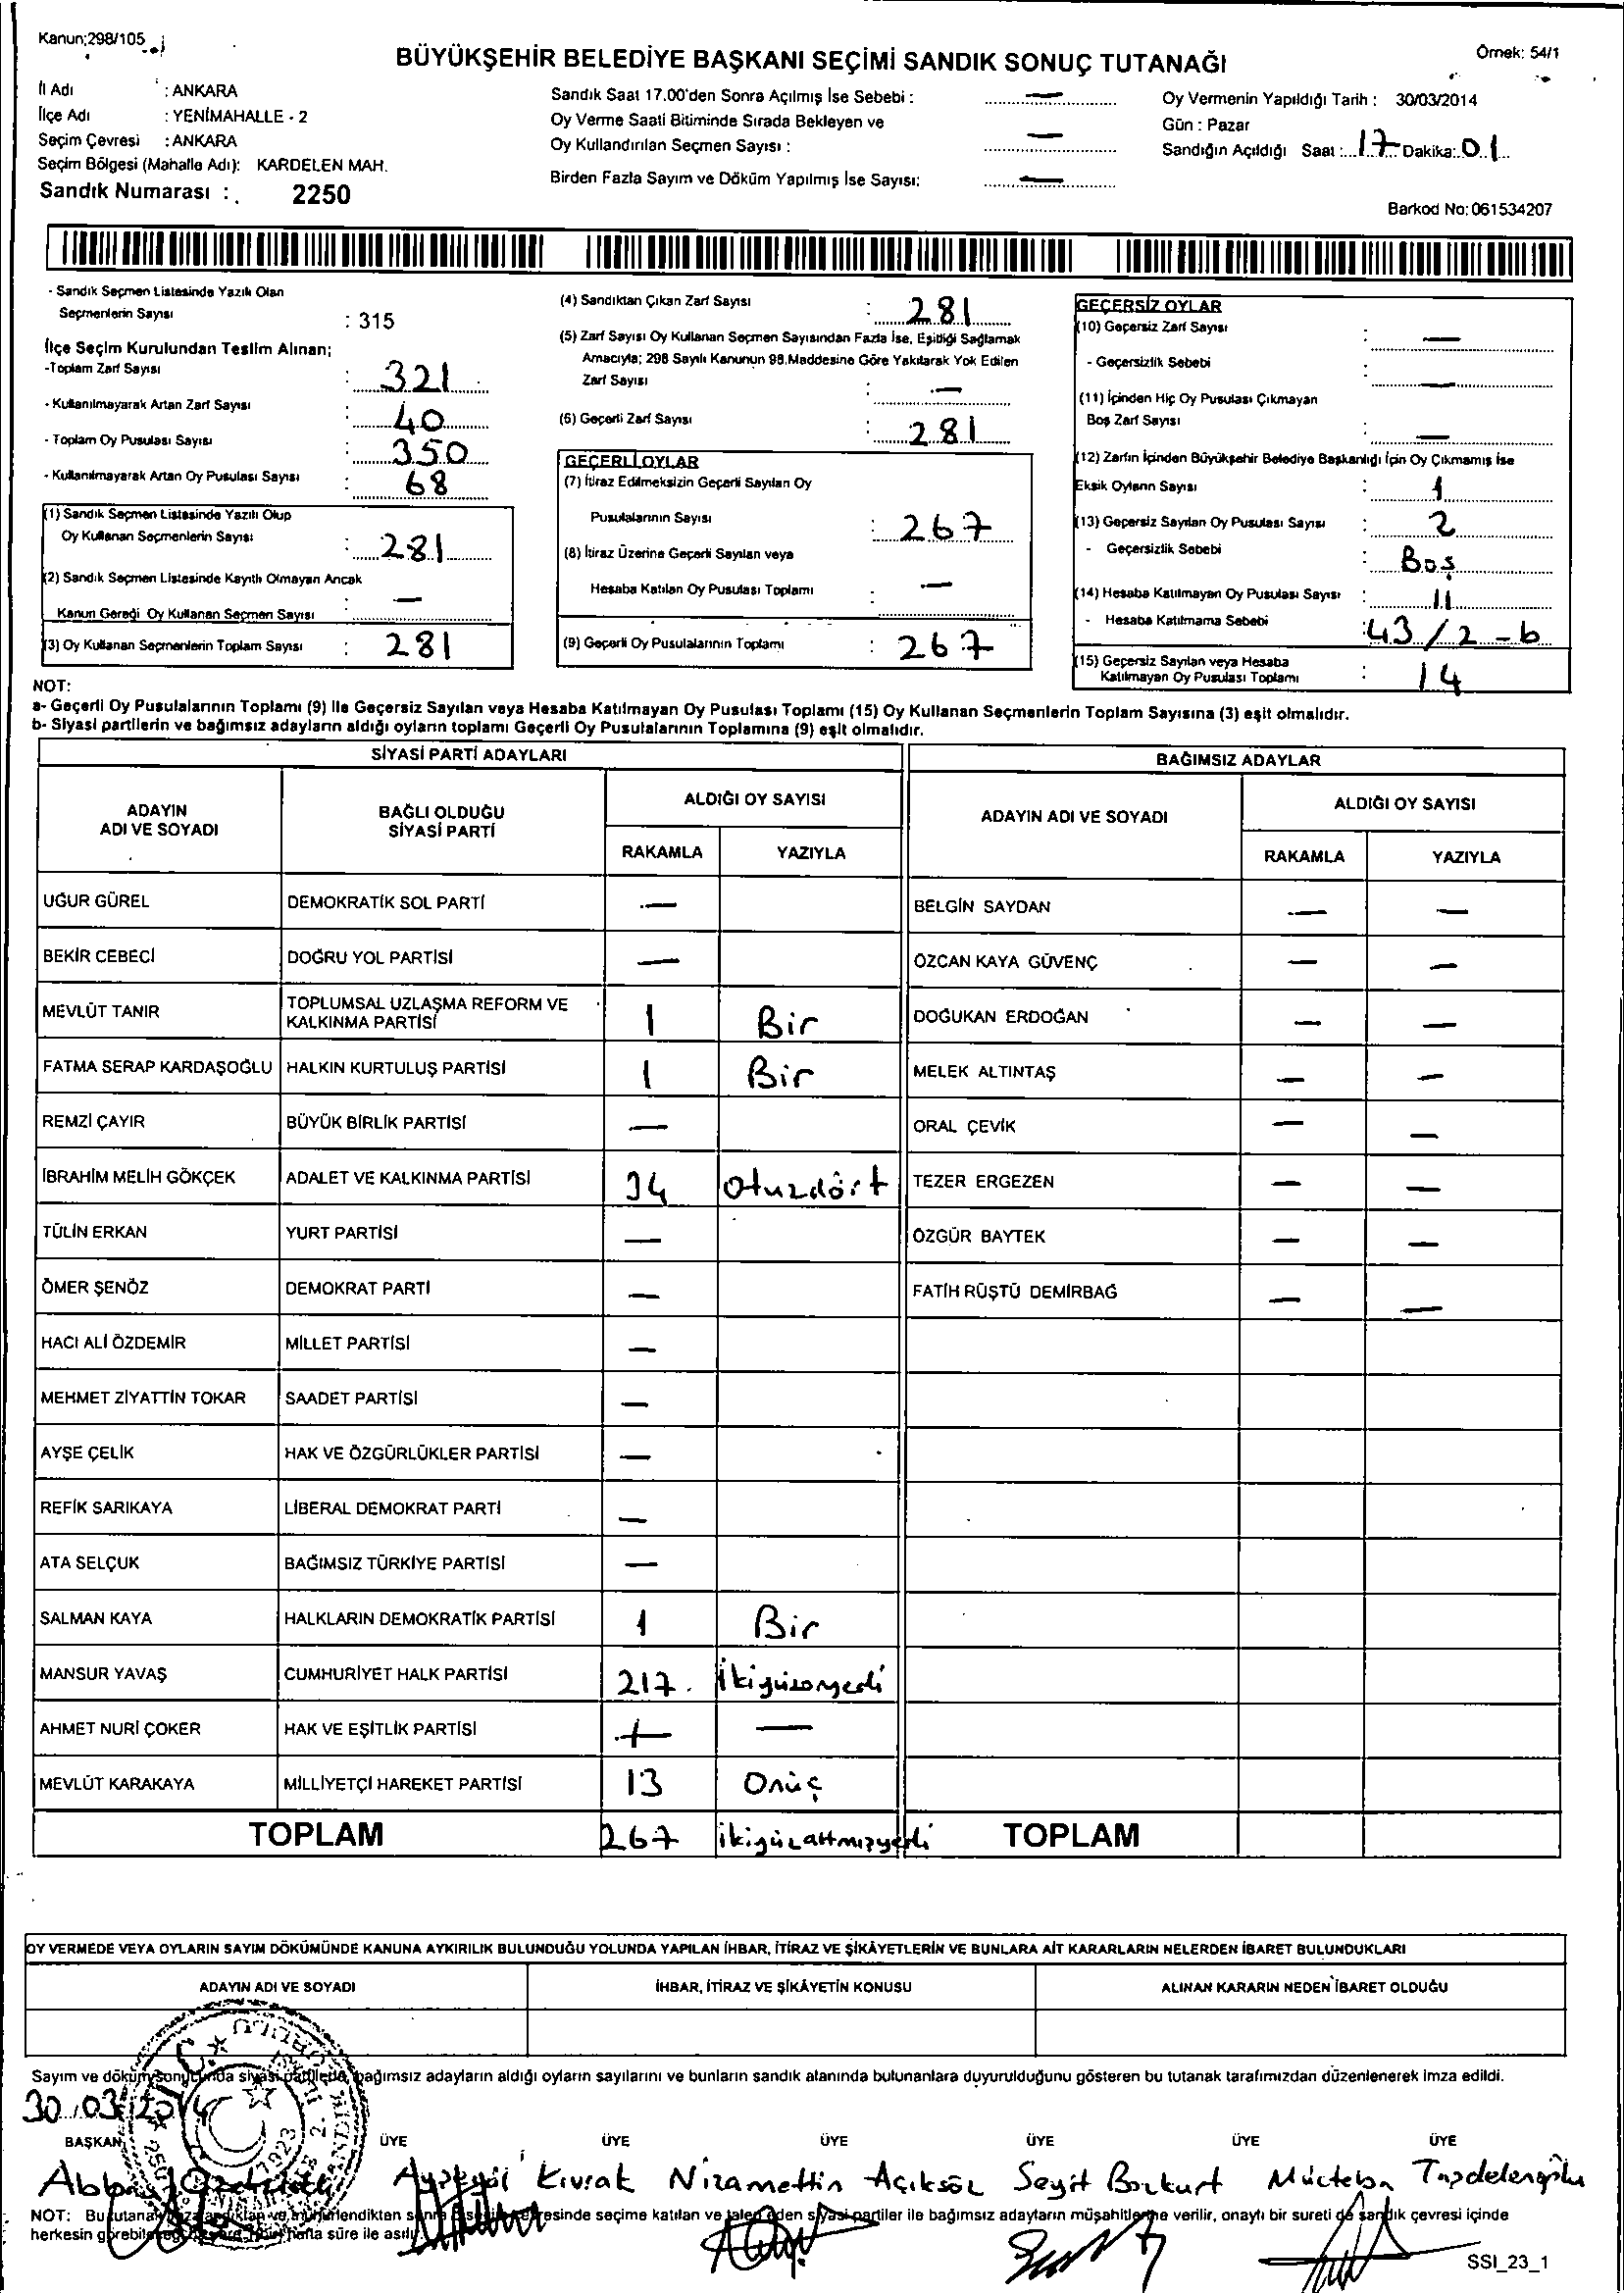 Kanun;298/105
Örnek: 54/1
BÜYÜKŞEHİR BELEDİYE BAŞKANI SEÇİMİ SANDIK SONUÇ TUTANAĞI
İl Adı : ANKARA
İlçe Adı : YENİMAHALLE - 2
Seçim Çevresi : ANKARA
Seçim Bölgesi (Mahalle Adı): KARDELEN MAH.
Sandık Numarası : 2250
Sandık Saat 17.00'den Sonra Açılmış İse Sebebi : —
Oy Verme Saati Bitiminde Sırada Bekleyen ve
Oy Kullandırılan Seçmen Sayısı : —
Birden Fazla Sayım ve Döküm Yapılmış İse Sayısı: —
Oy Vermenin Yapıldığı Tarih : 30/03/2014
Gün : Pazar
Sandığın Açıldığı Saat : 17 Dakika: 01
Barkod No: 061534207
- Sandık Seçmen Listesinde Yazılı Olan
Seçmenlerin Sayısı : 315
İlçe Seçim Kurulundan Teslim Alınan;
-Toplam Zarf Sayısı : 321
- Kullanılmayarak Artan Zarf Sayısı : 40
- Toplam Oy Pusulası Sayısı : 350
- Kullanılmayarak Artan Oy Pusulası Sayısı : 68
(1) Sandık Seçmen Listesinde Yazılı Olup
Oy Kullanan Seçmenlerin Sayısı : 281
(2) Sandık Seçmen Listesinde Kayıtlı Olmayan Ancak
Kanun Gereği Oy Kullanan Seçmen Sayısı : —
(3) Oy Kullanan Seçmenlerin Toplam Sayısı : 281
(4) Sandıktan Çıkan Zarf Sayısı : 281
(5) Zarf Sayısı Oy Kullanan Seçmen Sayısından Fazla İse, Eşitliği Sağlamak
Amacıyla; 298 Sayılı Kanunun 98.Maddesine Göre Yakılarak Yok Edilen
Zarf Sayısı : —
(6) Geçerli Zarf Sayısı : 281
GEÇERLİ OYLAR
(7) İtiraz Edilmeksizin Geçerli Sayılan Oy
Pusulalarının Sayısı : 267
(8) İtiraz Üzerine Geçerli Sayılan veya
Hesaba Katılan Oy Pusulası Toplamı : —
(9) Geçerli Oy Pusulalarının Toplamı : 267
GEÇERSİZ OYLAR
(10) Geçersiz Zarf Sayısı : —
- Geçersizlik Sebebi : —
(11) İçinden Hiç Oy Pusulası Çıkmayan
Boş Zarf Sayısı : —
(12) Zarfın İçinden Büyükşehir Belediye Başkanlığı İçin Oy Çıkmamış İse
Eksik Oyların Sayısı : 1
(13) Geçersiz Sayılan Oy Pusulası Sayısı : 2
- Geçersizlik Sebebi : Boş
(14) Hesaba Katılmayan Oy Pusulası Sayısı : 11
- Hesaba Katılmama Sebebi : 43/2-b
(15) Geçersiz Sayılan veya Hesaba
Katılmayan Oy Pusulası Toplamı : 14
NOT:
a- Geçerli Oy Pusulalarının Toplamı (9) ile Geçersiz Sayılan veya Hesaba Katılmayan Oy Pusulası Toplamı (15) Oy Kullanan Seçmenlerin Toplam Sayısına (3) eşit olmalıdır.
b- Siyasi partilerin ve bağımsız adayların aldığı oyların toplamı Geçerli Oy Pusulalarının Toplamına (9) eşit olmalıdır.
SİYASİ PARTİ ADAYLARI BAĞIMSIZ ADAYLAR
ADAYIN ADI VE SOYADI BAĞLI OLDUĞU SİYASİ PARTİ ALDIĞI OY SAYISI ADAYIN ADI VE SOYADI ALDIĞI OY SAYISI
RAKAMLA YAZIYLA RAKAMLA YAZIYLA
UĞUR GÜREL DEMOKRATİK SOL PARTİ — BELGİN SAYDAN — —
BEKİR CEBECİ DOĞRU YOL PARTİSİ — ÖZCAN KAYA GÜVENÇ — —
MEVLÜT TANIR TOPLUMSAL UZLAŞMA REFORM VE KALKINMA PARTİSİ 1 Bir DOĞUKAN ERDOĞAN — —
FATMA SERAP KARDAŞOĞLU HALKIN KURTULUŞ PARTİSİ 1 Bir MELEK ALTINTAŞ — —
REMZİ ÇAYIR BÜYÜK BİRLİK PARTİSİ — ORAL ÇEVİK — —
İBRAHİM MELİH GÖKÇEK ADALET VE KALKINMA PARTİSİ 34 Otuzdört TEZER ERGEZEN — —
TÜLİN ERKAN YURT PARTİSİ — ÖZGÜR BAYTEK — —
ÖMER ŞENÖZ DEMOKRAT PARTİ — FATİH RÜŞTÜ DEMİRBAĞ — —
HACI ALİ ÖZDEMİR MİLLET PARTİSİ —
MEHMET ZİYATTİN TOKAR SAADET PARTİSİ —
AYŞE ÇELİK HAK VE ÖZGÜRLÜKLER PARTİSİ —
REFİK SARIKAYA LİBERAL DEMOKRAT PARTİ —
ATA SELÇUK BAĞIMSIZ TÜRKİYE PARTİSİ —
SALMAN KAYA HALKLARIN DEMOKRATİK PARTİSİ 1 Bir
MANSUR YAVAŞ CUMHURİYET HALK PARTİSİ 217. İkiyüzonyedi
AHMET NURİ ÇOKER HAK VE EŞİTLİK PARTİSİ — —
MEVLÜT KARAKAYA MİLLİYETÇİ HAREKET PARTİSİ 13 Onüç
TOPLAM 267 ikiyüzaltmışyedi TOPLAM
OY VERMEDE VEYA OYLARIN SAYIM DÖKÜMÜNDE KANUNA AYKIRILIK BULUNDUĞU YOLUNDA YAPILAN İHBAR, İTİRAZ VE ŞİKÂYETLERİN VE BUNLARA AİT KARARLARIN NELERDEN İBARET BULUNDUKLARI
ADAYIN ADI VE SOYADI İHBAR, İTİRAZ VE ŞİKÂYETİN KONUSU ALINAN KARARIN NEDEN İBARET OLDUĞU
Sayım ve döküm sonucunda siyasi partilerin, bağımsız adayların aldığı oyların sayılarını ve bunların sandık alanında bulunanlara duyurulduğunu gösteren bu tutanak tarafımızdan düzenlenerek imza edildi.
30.03.2014
BAŞKAN ÜYE ÜYE ÜYE ÜYE ÜYE ÜYE
Ayşegül Kıvrak Nizamettin Açıksöz Seyit Bozkurt Mücteba Taşdelenoğlu
NOT: Bu tutanak ve mühürlendikten sonra seçime katılan ve talep eden siyasi partiler ile bağımsız adayların müşahitlerine verilir, onaylı bir sureti de sandık çevresi içinde
herkesin hafta süre ile asılır.
SSI_23_1